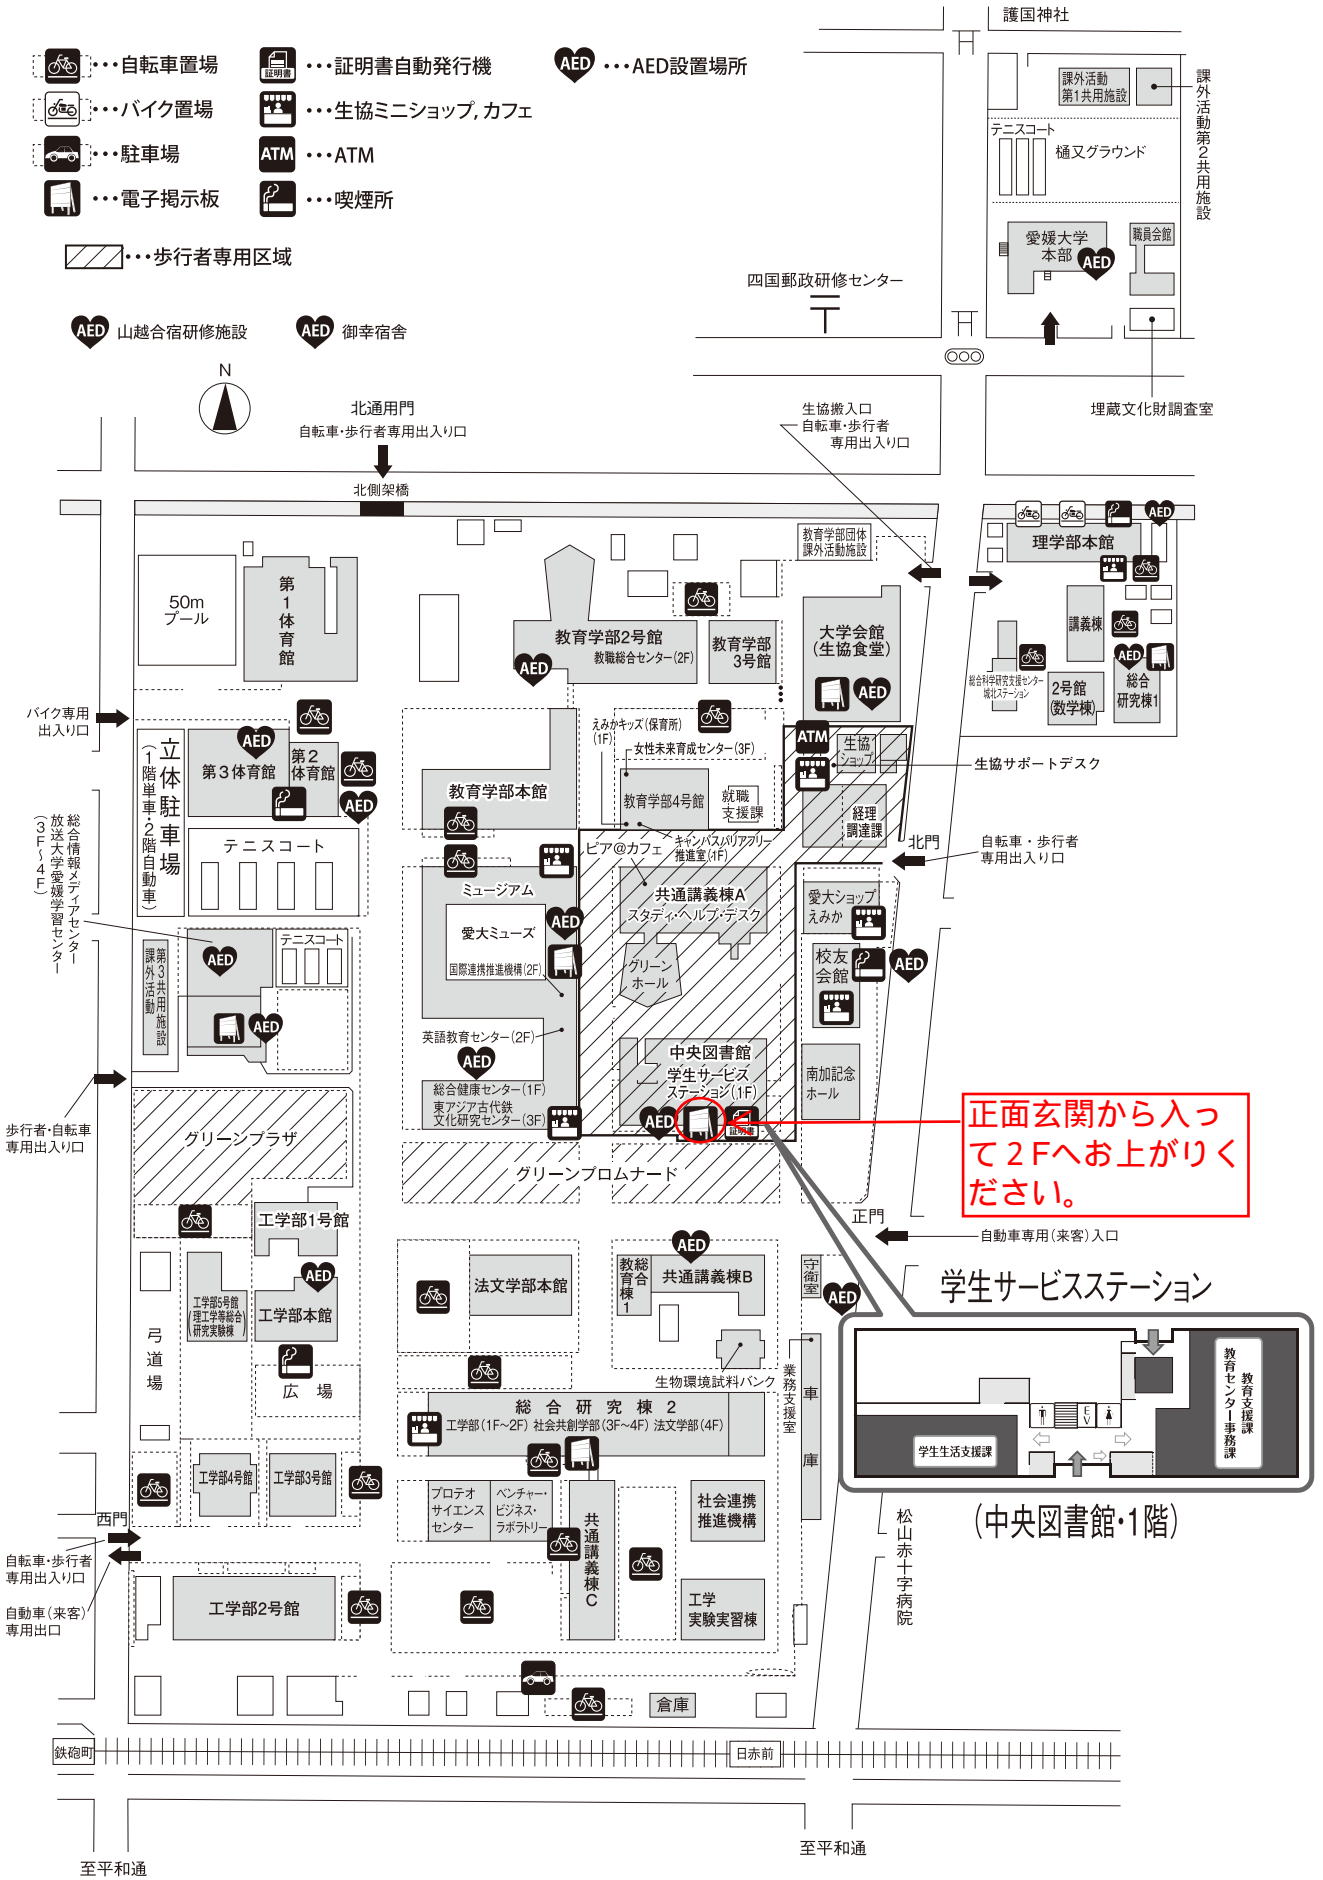 護国神社
・・・自転車置場
証明書
・・・証明書自動発行機
AED
・・・AED設置場所
・・・バイク置場
・・・生協ミニショップ,カフェ
・・・駐車場
ATM
・・・ATM
・・・電子掲示板
・・・喫煙所
・・・歩行者専用区域
AED
山越合宿研修施設
AED
御幸宿舎
課外活動
第1共用施設
課外活動第2共用施設
テニスコート
樋又グラウンド
愛媛大学
本部
AED
職員会館
埋蔵文化財調査室
四国郵政研修センター
N
北通用門
自転車・歩行者専用出入り口
北側架橋
生協搬入口
自転車・歩行者
専用出入り口
教育学部団体
課外活動施設
AED
理学部本館
講義棟
総合科学研究支援センター
城北ステーション
2号館
(数学棟)
AED
総合
研究棟1
50m
プール
第1体育館
教育学部2号館
教職総合センター(2F)
AED
教育学部
3号館
大学会館
(生協食堂)
AED
バイク専用
出入り口
立体駐車場
(1階単車・2階自動車)
AED
第3体育館
第2
体育館
AED
テニスコート
えみかキッズ(保育所)
(1F)
女性未来育成センター(3F)
教育学部本館
教育学部4号館
就職
支援課
ATM
生協
ショップ
生協サポートデスク
経理
調達課
北門
自転車・歩行者
専用出入り口
キャンパスバリアフリー
推進室(1F)
ピア@カフェ
ミュージアム
愛大ミューズ
国際連携推進機構(2F)
AED
共通講義棟A
スタディ・ヘルプ・デスク
グリーン
ホール
愛大ショップ
えみか
校友
会館
AED
総合情報メディアセンター
放送大学愛媛学習センター
(3F~4F)
第3共用施設
課外活動
AED
テニスコート
AED
英語教育センター(2F)
AED
総合健康センター(1F)
東アジア古代鉄
文化研究センター(3F)
中央図書館
学生サービス
ステーション(1F)
AED
証明書
南加記念
ホール
正面玄関から入っ
て2Fへお上がりく
ださい。
歩行者・自転車
専用出入り口
グリーンプラザ
グリーンプロムナード
正門
自動車専用(来客)入口
工学部1号館
工学部5号館
(理工学等総合)
研究実験棟
AED
工学部本館
弓道場
広場
法文学部本館
総合
教育棟1
AED
共通講義棟B
生物環境試料バンク
守衛室
AED
業務支援室
車庫
学生サービスステーション
学生生活支援課
EV
教育支援課
教育センター事務課
(中央図書館・1階)
総合研究棟2
工学部(1F~2F) 社会共創学部(3F~4F) 法文学部(4F)
工学部4号館
工学部3号館
プロテオ
サイエンス
センター
ベンチャー・
ビジネス・
ラボラトリー
共通講義棟C
社会連携
推進機構
工学
実験実習棟
松山赤十字病院
西門
自転車・歩行者
専用出入り口
自動車(来客)
専用出口
工学部2号館
倉庫
鉄砲町
日赤前
至平和通
至平和通